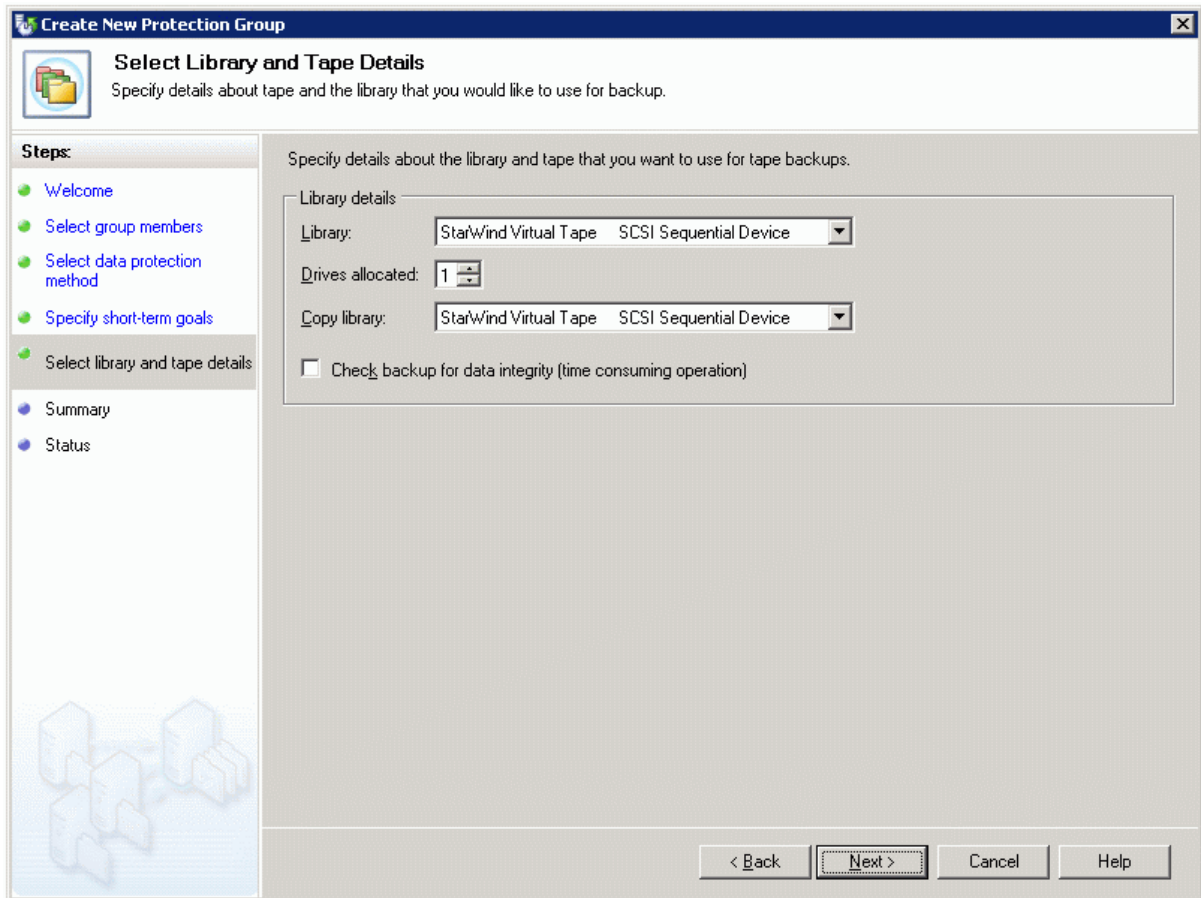 Create New Protection Group
Select Library and Tape Details
Specify details about tape and the library that you would like to use for backup.
Steps:
Welcome
Select group members
Select data protection
method
Specify short-term goals
Select library and tape details
Summary
Status
Specify details about the library and tape that you want to use for tape backups.
Library details
Library: StarWind Virtual Tape SCSI Sequential Device
Drives allocated: 1
Copy library: StarWind Virtual Tape SCSI Sequential Device
Check backup for data integrity (time consuming operation)
< Back Next > Cancel Help